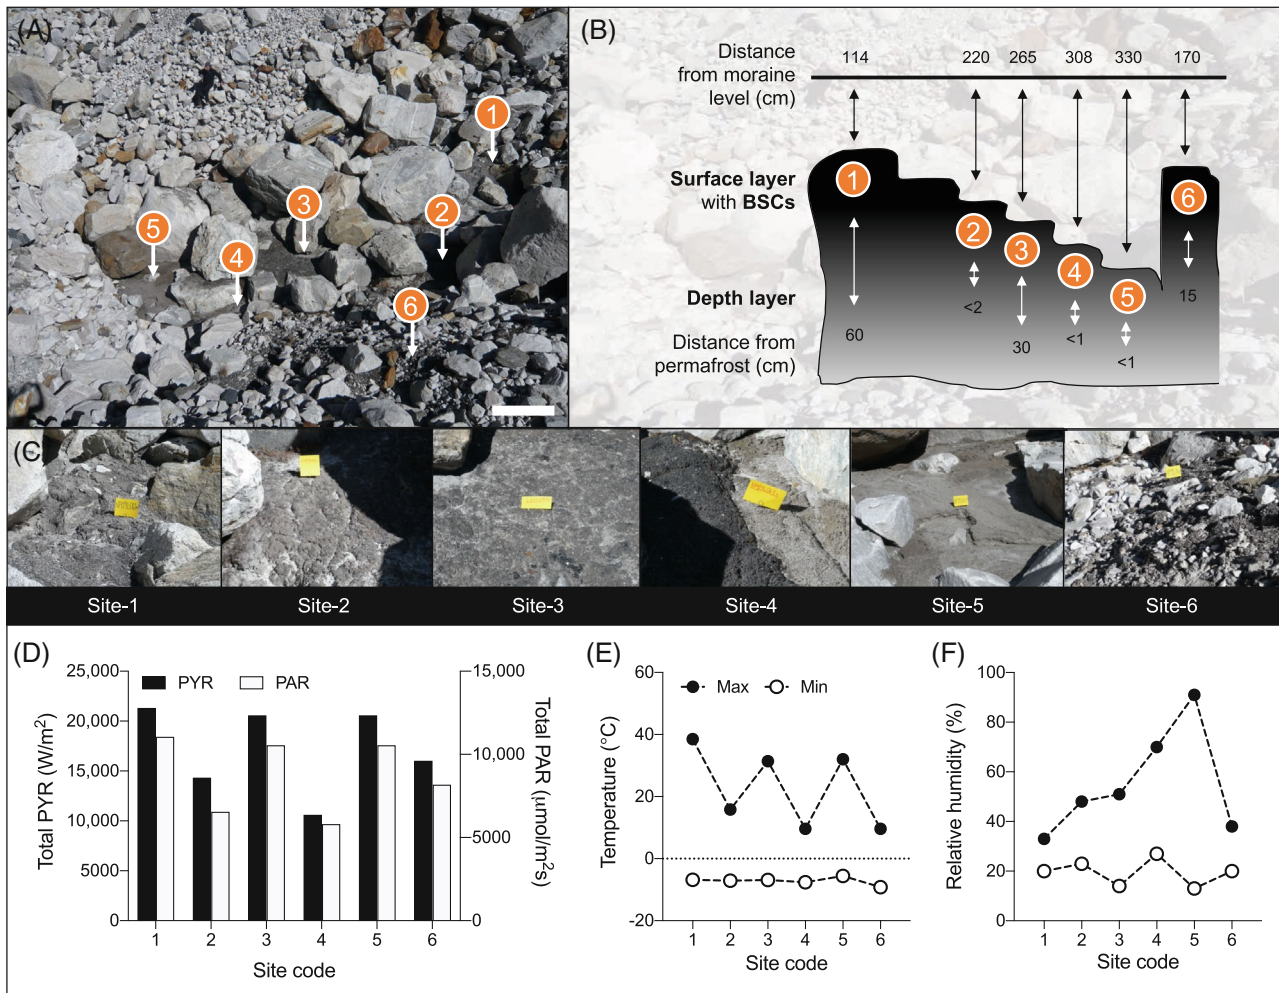 (A)
1
3
2
5
4
6
(B)
Distance
from moraine
level (cm)
114 220 265 308 330 170
Surface layer
with BSCs
1
6
2
3
4
5
Depth layer
<2
15
60
30
<1
<1
Distance from
permafrost (cm)
(C)
Site-1 Site-2 Site-3 Site-4 Site-5 Site-6
(D)
PYR PAR
Total PYR (W/m²)
25,000
20,000
15,000
10,000
5000
0
15,000
10,000
5000
0
Total PAR (μmol/m²s)
1 2 3 4 5 6
Site code
(E)
Max Min
Temperature (°C)
60
40
20
0
-20
1 2 3 4 5 6
Site code
(F)
Relative humidity (%)
100
80
60
40
20
0
1 2 3 4 5 6
Site code